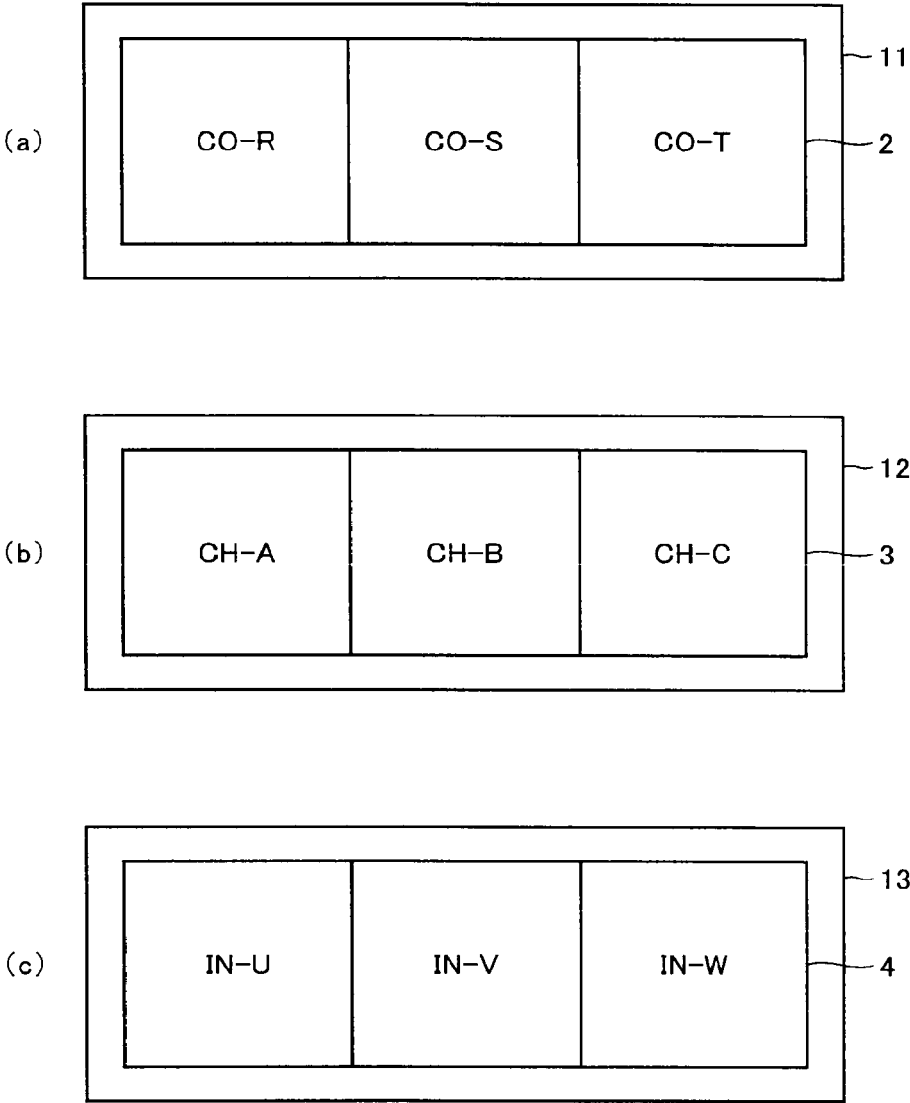 11
(a) CO-R CO-S CO-T 2
12
(b) CH-A CH-B CH-C 3
13
(c) IN-U IN-V IN-W 4